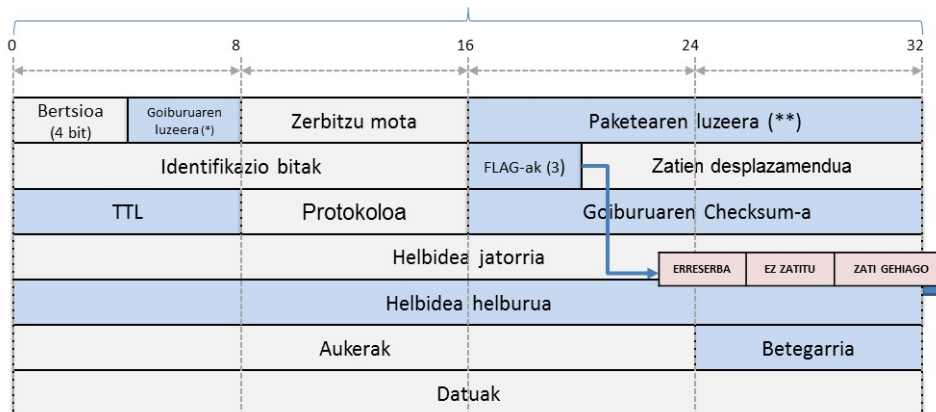 0 8 16 24 32
Bertsioa
(4 bit)
Goiburuaren
luzeera (*)
Zerbitzu mota
Paketearen luzeera (**)
Identifikazio bitak
FLAG-ak (3)
Zatien desplazamendua
TTL
Protokoloa
Goiburuaren Checksum-a
Helbidea jatorria
ERRESERBA
EZ ZATITU
ZATI GEHIAGO
Helbidea helburua
Aukerak
Betegarria
Datuak